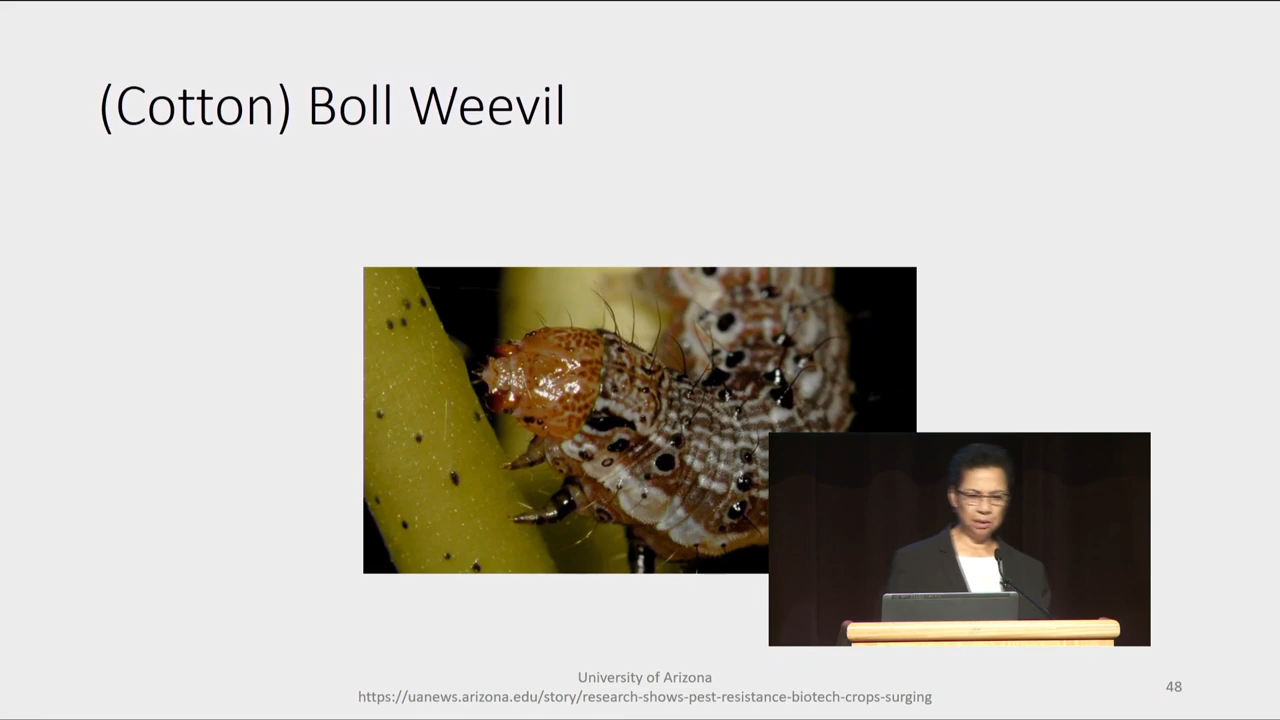 (Cotton) Boll Weevil
University of Arizona
https://uanews.arizona.edu/story/research-shows-pest-resistance-biotech-crops-surging
48